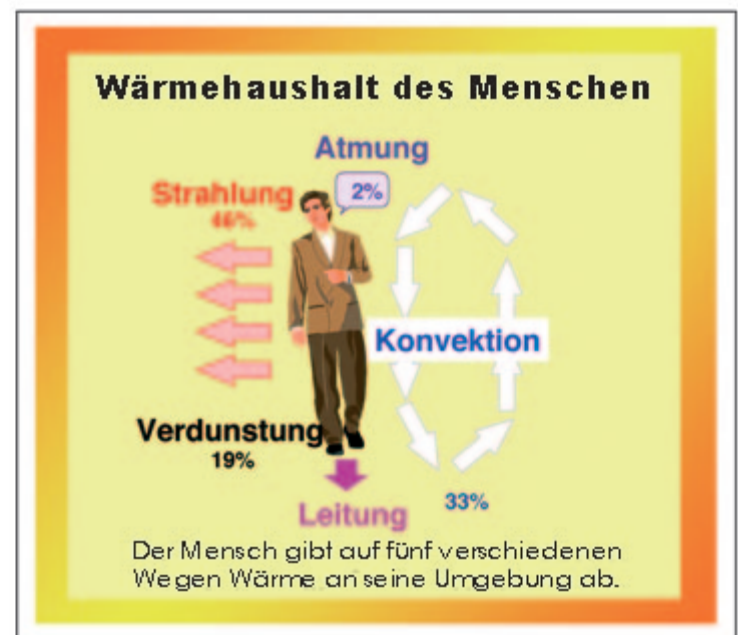 Wärmehaushalt des Menschen
Atmung
2%
Strahlung
46%
Konvektion
Verdunstung
19%
33%
Leitung
Der Mensch gibt auf fünf verschiedenen
Wegen Wärme an seine Umgebung ab.